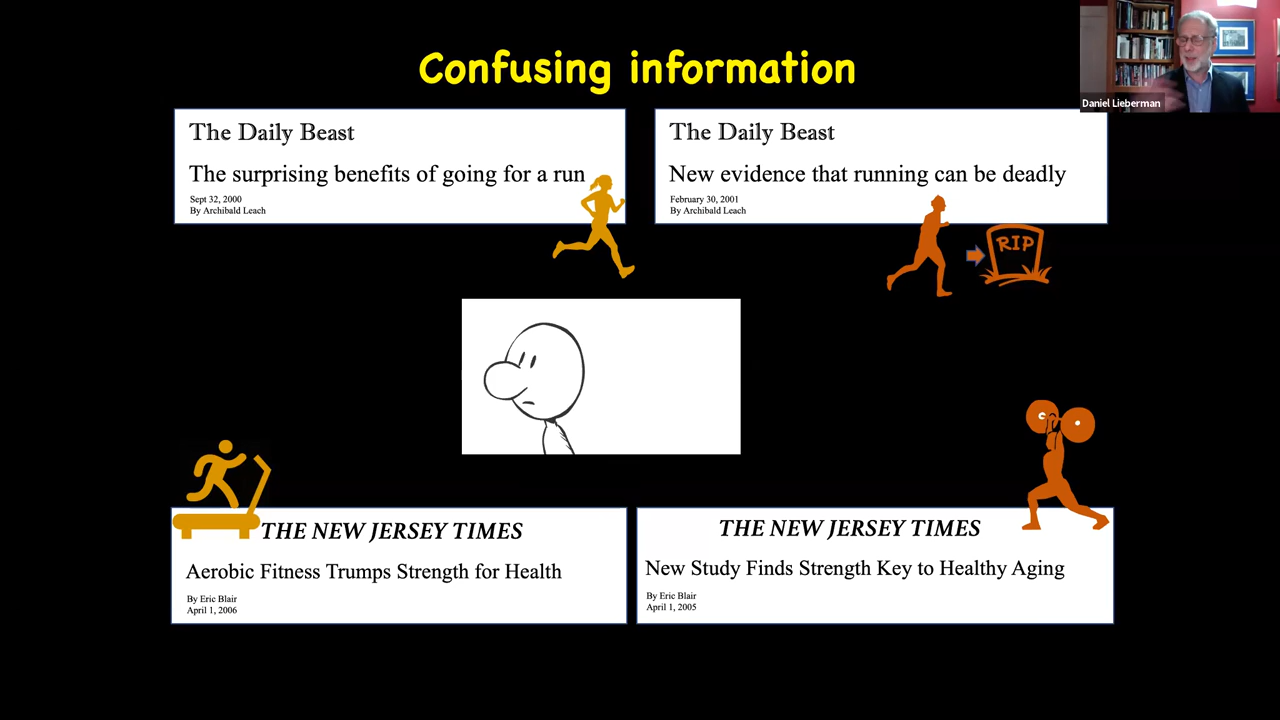 Confusing information
Daniel Lieberman
The Daily Beast
The surprising benefits of going for a run
Sept 32, 2000
By Archibald Leach
The Daily Beast
New evidence that running can be deadly
February 30, 2001
By Archibald Leach
RIP
THE NEW JERSEY TIMES
Aerobic Fitness Trumps Strength for Health
By Eric Blair
April 1, 2006
THE NEW JERSEY TIMES
New Study Finds Strength Key to Healthy Aging
By Eric Blair
April 1, 2005